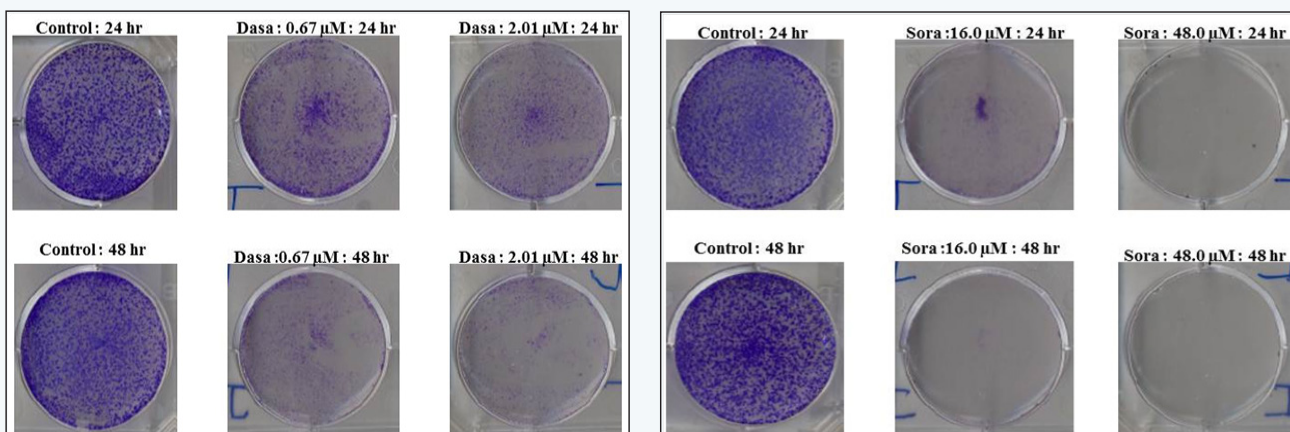 Control : 24 hr
Dasa : 0.67 µM : 24 hr
Dasa : 2.01 µM : 24 hr
Control : 48 hr
Dasa :0.67 µM : 48 hr
Dasa : 2.01 µM : 48 hr
Control : 24 hr
Sora :16.0 µM : 24 hr
Sora : 48.0 µM : 24 hr
Control : 48 hr
Sora :16.0 µM : 48 hr
Sora : 48.0 µM : 48 hr